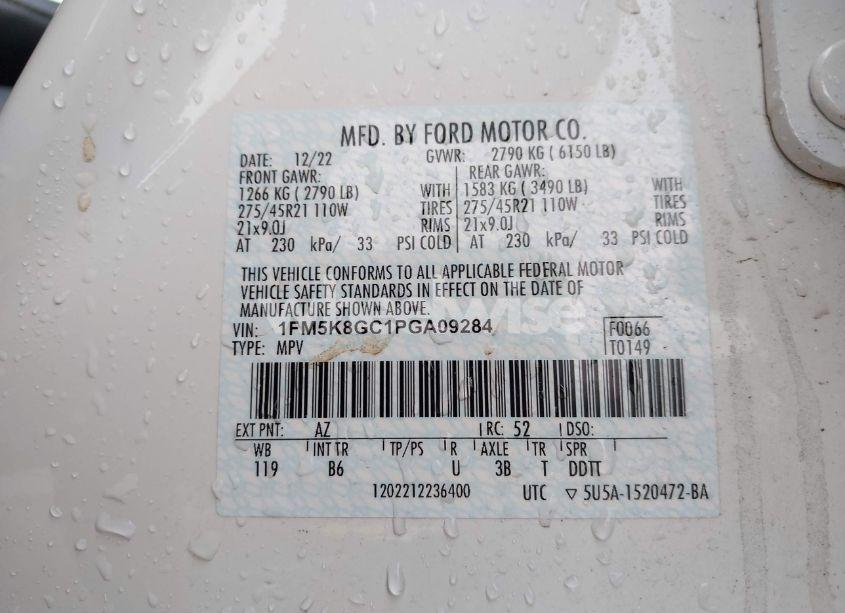 MFD. BY FORD MOTOR CO.
DATE: 12/22 GVWR: 2790 KG ( 6150 LB)
FRONT GAWR: REAR GAWR:
1266 KG ( 2790 LB) WITH 1583 KG ( 3490 LB) WITH
275/45R21 110W TIRES 275/45R21 110W TIRES
21x9.0J RIMS 21x9.0J RIMS
AT 230 kPa/ 33 PSI COLD AT 230 kPa/ 33 PSI COLD
THIS VEHICLE CONFORMS TO ALL APPLICABLE FEDERAL MOTOR
VEHICLE SAFETY STANDARDS IN EFFECT ON THE DATE OF
MANUFACTURE SHOWN ABOVE.
VIN: 1FM5K8GC1PGA09284 F0066
TYPE: MPV T0149
EXT PNT: AZ RC: 52 DSO:
WB INT TR TP/PS R AXLE TR SPR
119 B6 U 3B T DDTT
1202212236400 UTC ▽ 5U5A-1520472-BA